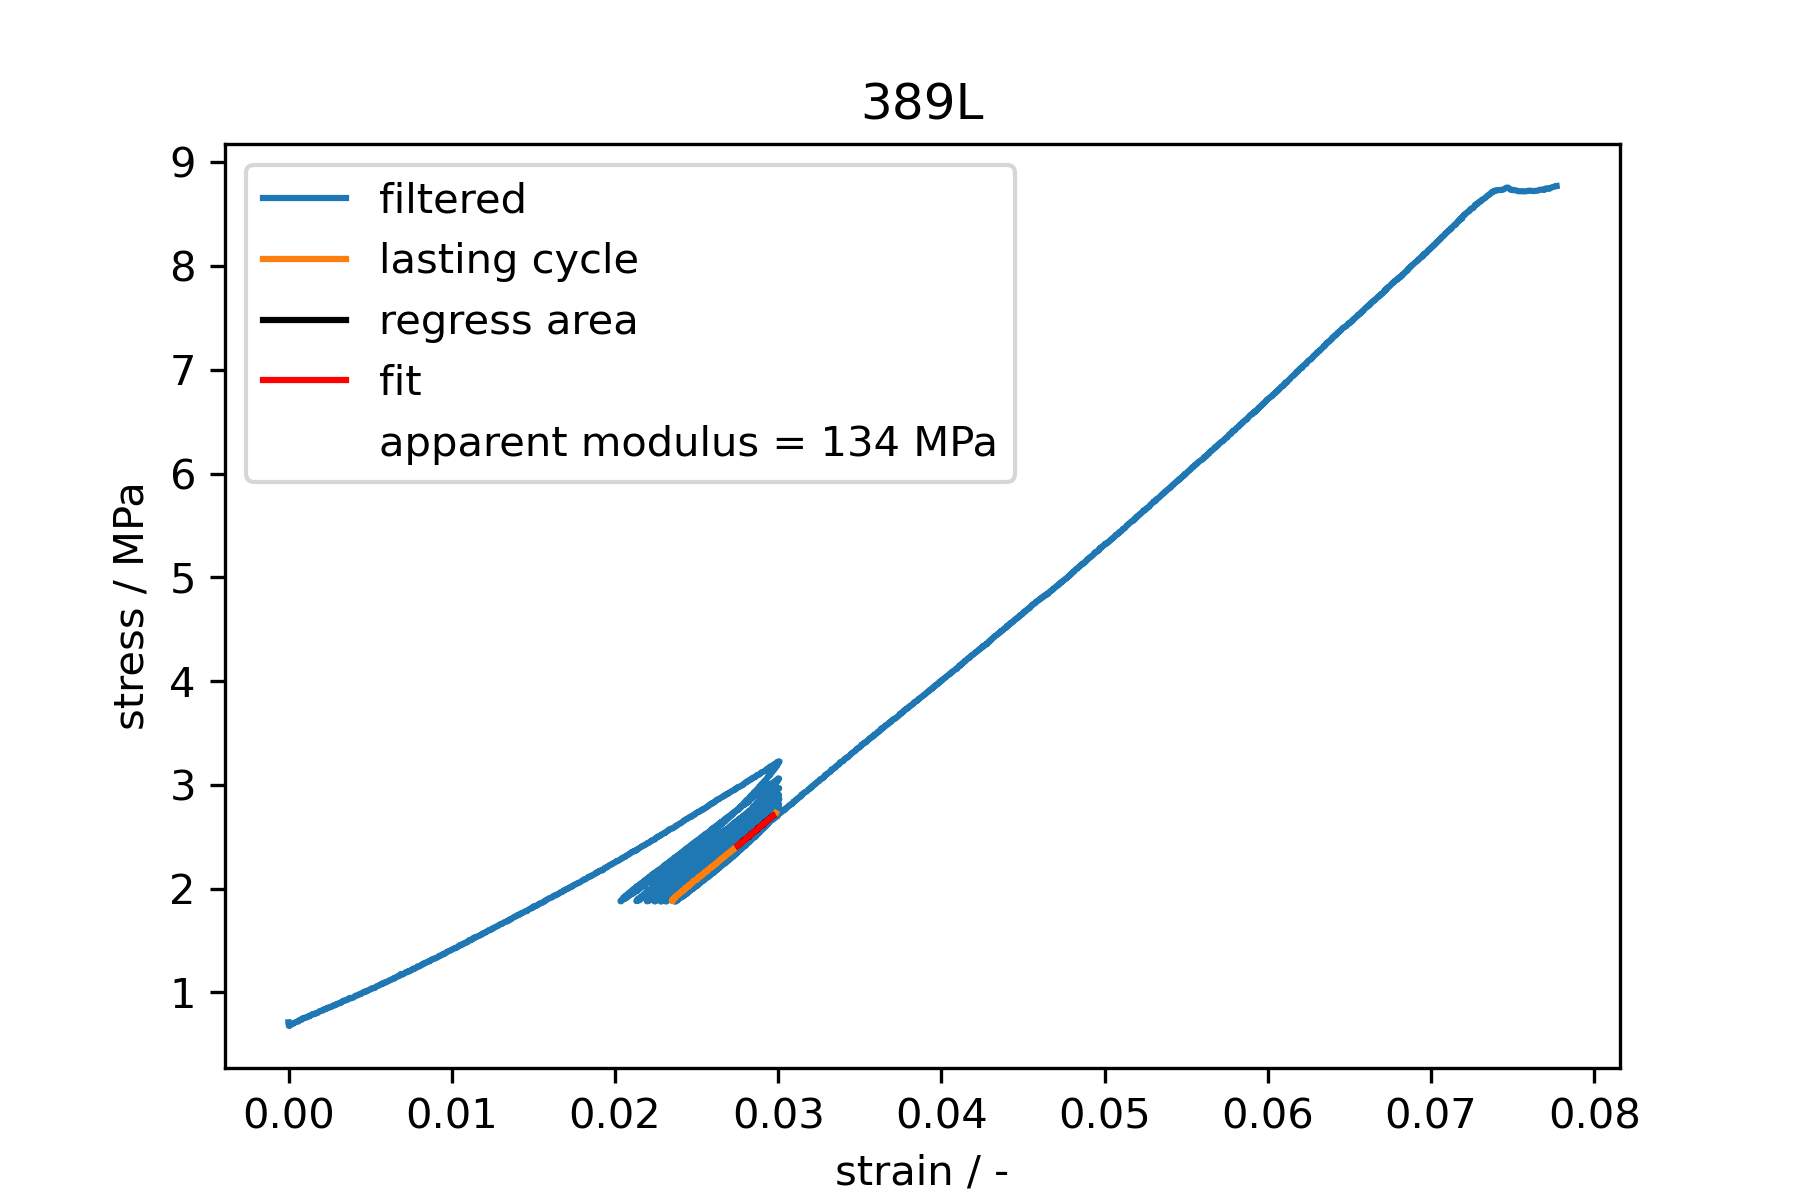 389L
9
8
7
6
5
4
3
2
1
stress / MPa
filtered
lasting cycle
regress area
fit
apparent modulus = 134 MPa
0.00 0.01 0.02 0.03 0.04 0.05 0.06 0.07 0.08
strain / -